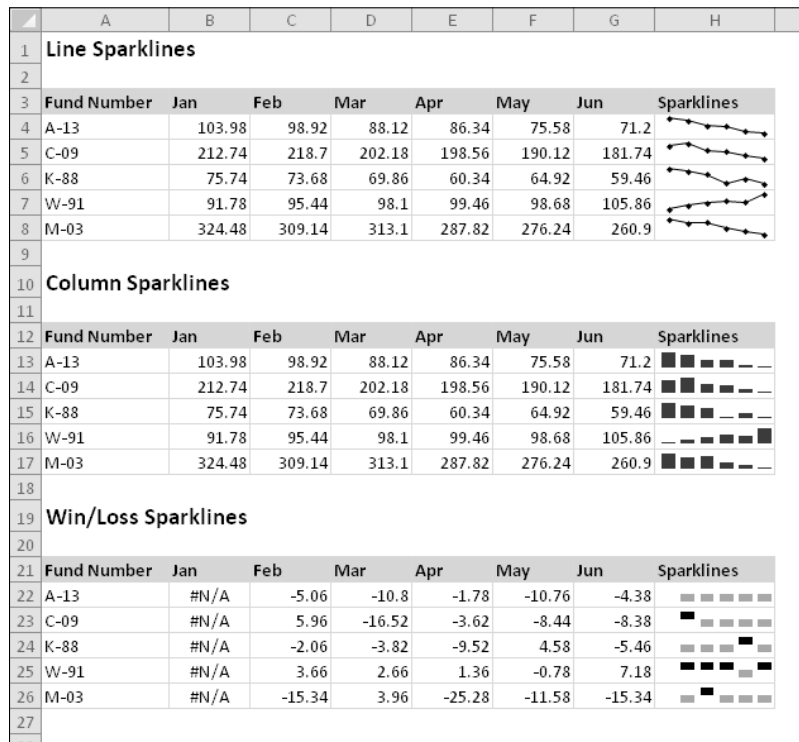 A B C D E F G H
1 Line Sparklines
2
3 Fund Number Jan Feb Mar Apr May Jun Sparklines
4 A-13 103.98 98.92 88.12 86.34 75.58 71.2
5 C-09 212.74 218.7 202.18 198.56 190.12 181.74
6 K-88 75.74 73.68 69.86 60.34 64.92 59.46
7 W-91 91.78 95.44 98.1 99.46 98.68 105.86
8 M-03 324.48 309.14 313.1 287.82 276.24 260.9
9
10 Column Sparklines
11
12 Fund Number Jan Feb Mar Apr May Jun Sparklines
13 A-13 103.98 98.92 88.12 86.34 75.58 71.2
14 C-09 212.74 218.7 202.18 198.56 190.12 181.74
15 K-88 75.74 73.68 69.86 60.34 64.92 59.46
16 W-91 91.78 95.44 98.1 99.46 98.68 105.86
17 M-03 324.48 309.14 313.1 287.82 276.24 260.9
18
19 Win/Loss Sparklines
20
21 Fund Number Jan Feb Mar Apr May Jun Sparklines
22 A-13 #N/A -5.06 -10.8 -1.78 -10.76 -4.38
23 C-09 #N/A 5.96 -16.52 -3.62 -8.44 -8.38
24 K-88 #N/A -2.06 -3.82 -9.52 4.58 -5.46
25 W-91 #N/A 3.66 2.66 1.36 -0.78 7.18
26 M-03 #N/A -15.34 3.96 -25.28 -11.58 -15.34
27